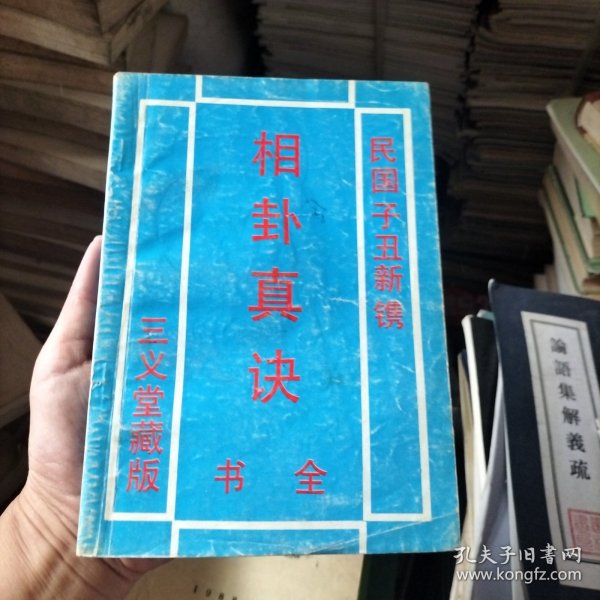 民国子丑新镌
相卦真诀
全书
三义堂藏版
論語集解義疏
198
孔夫子旧书网
www.kongfz.com